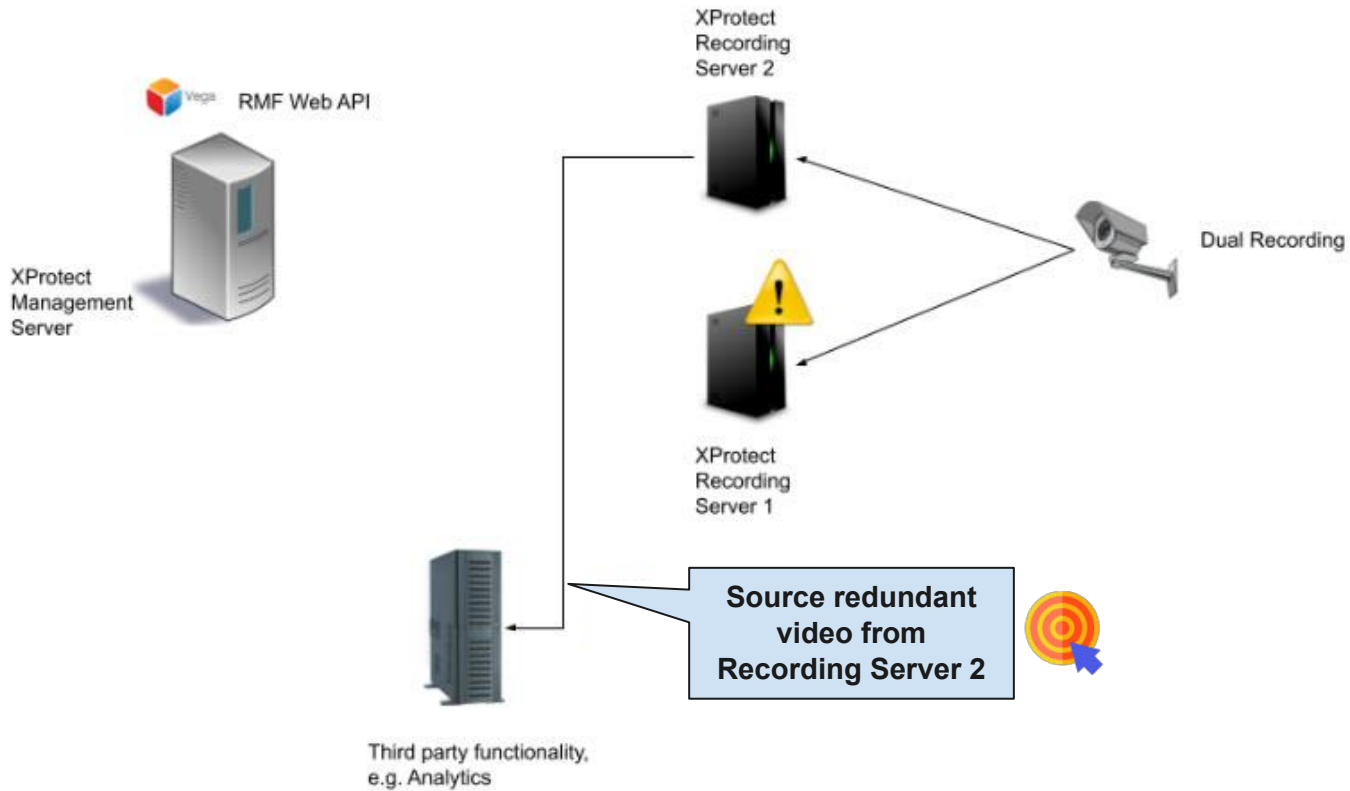 XProtect
Recording
Server 2
Vega
RMF Web API
XProtect
Management
Server
Dual Recording
XProtect
Recording
Server 1
Source redundant
video from
Recording Server 2
Third party functionality,
e.g. Analytics